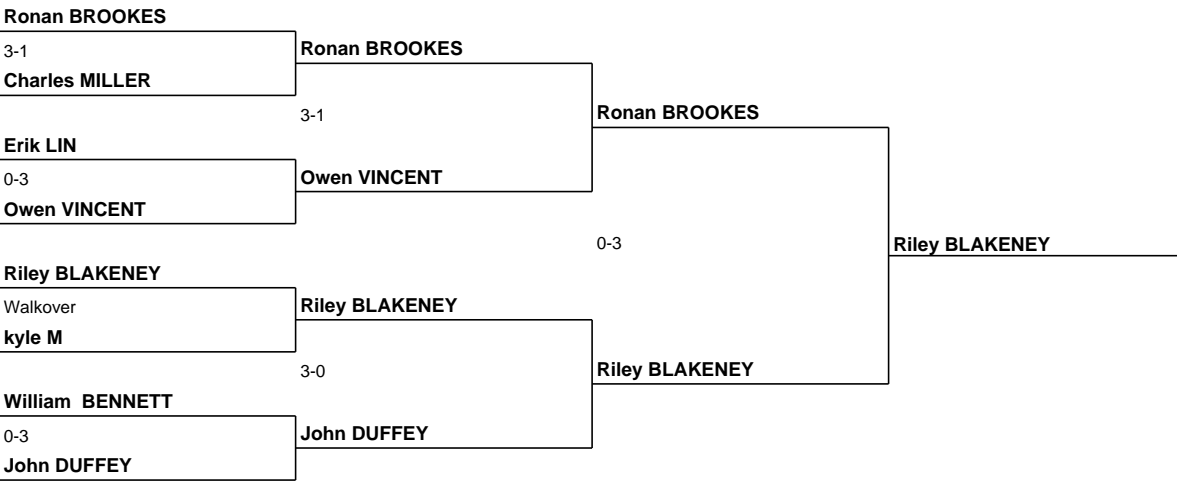 Ronan BROOKES
3-1
Ronan BROOKES
Charles MILLER
3-1
Ronan BROOKES
Erik LIN
0-3
Owen VINCENT
Owen VINCENT
0-3
Riley BLAKENEY
Riley BLAKENEY
Walkover
Riley BLAKENEY
kyle M
3-0
Riley BLAKENEY
William  BENNETT
0-3
John DUFFEY
John DUFFEY